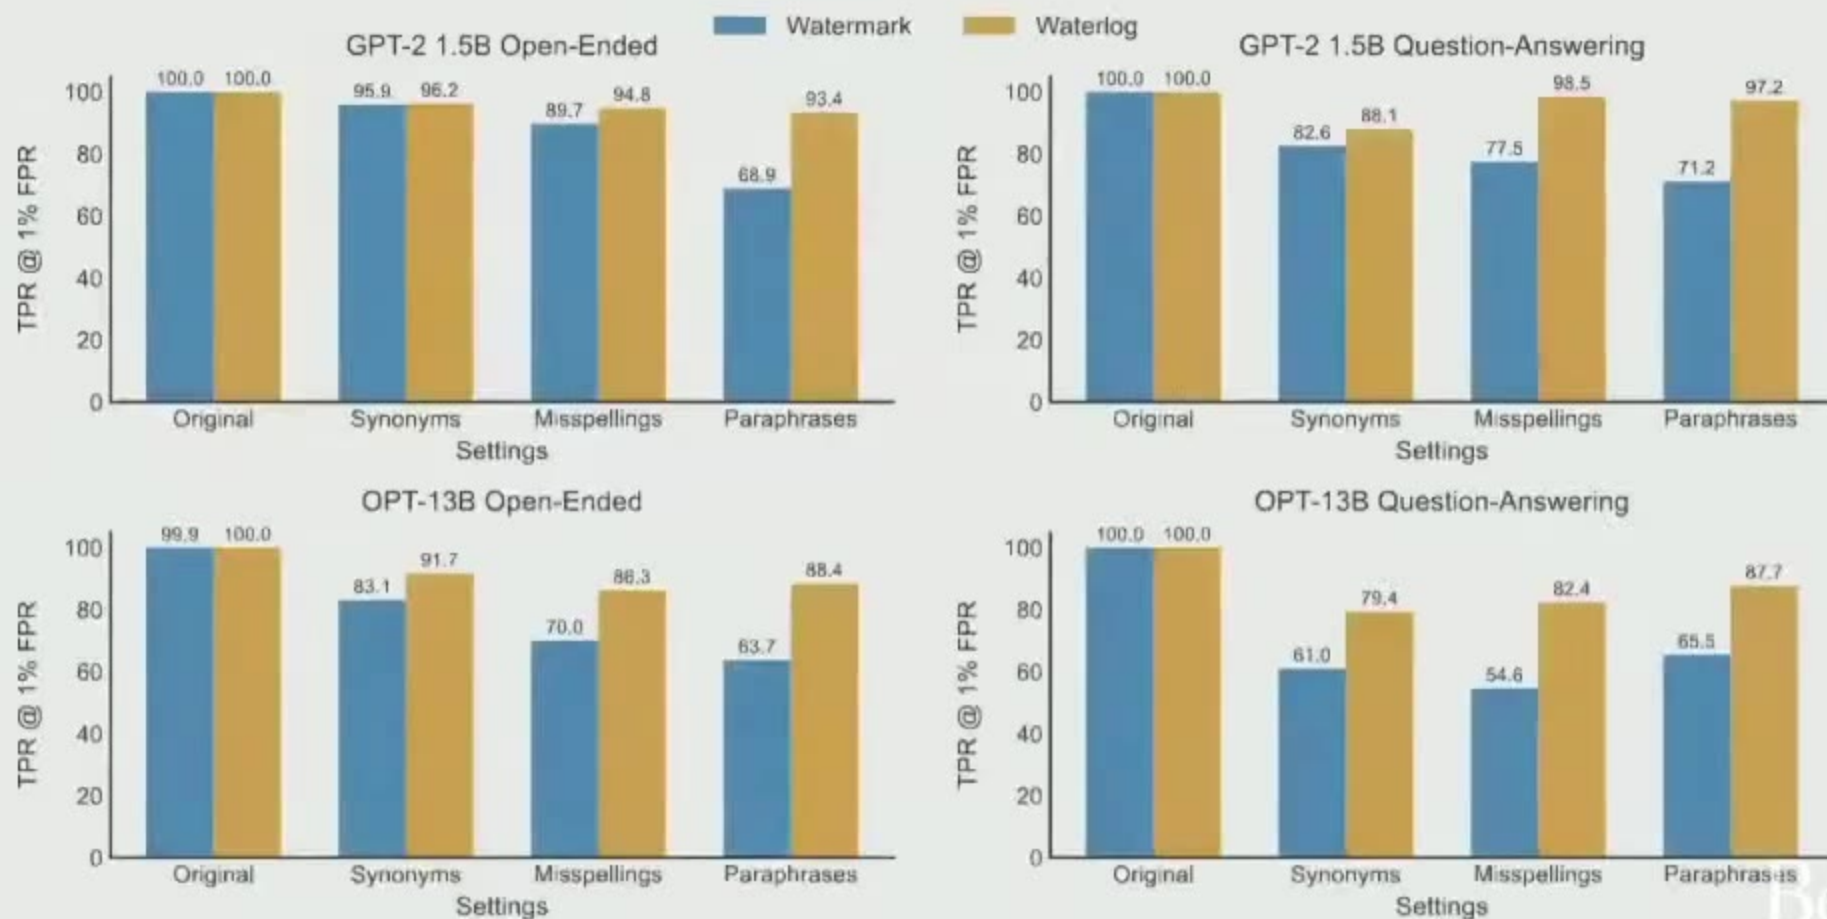 Watermark
Waterlog
GPT-2 1.5B Open-Ended
TPR @ 1% FPR
100
80
60
40
20
0
100.0 100.0
95.9 96.2
89.7 94.8
68.9 93.4
Original Synonyms Misspellings Paraphrases
Settings
GPT-2 1.5B Question-Answering
TPR @ 1% FPR
100
80
60
40
20
0
100.0 100.0
82.6 88.1
77.5 98.5
71.2 97.2
Original Synonyms Misspellings Paraphrases
Settings
OPT-13B Open-Ended
TPR @ 1% FPR
100
80
60
40
20
0
99.9 100.0
83.1 91.7
70.0 86.3
63.7 88.4
Original Synonyms Misspellings Paraphrases
Settings
OPT-13B Question-Answering
TPR @ 1% FPR
100
80
60
40
20
0
100.0 100.0
61.0 79.4
54.6 82.4
65.5 87.7
Original Synonyms Misspellings Paraphrases
Settings